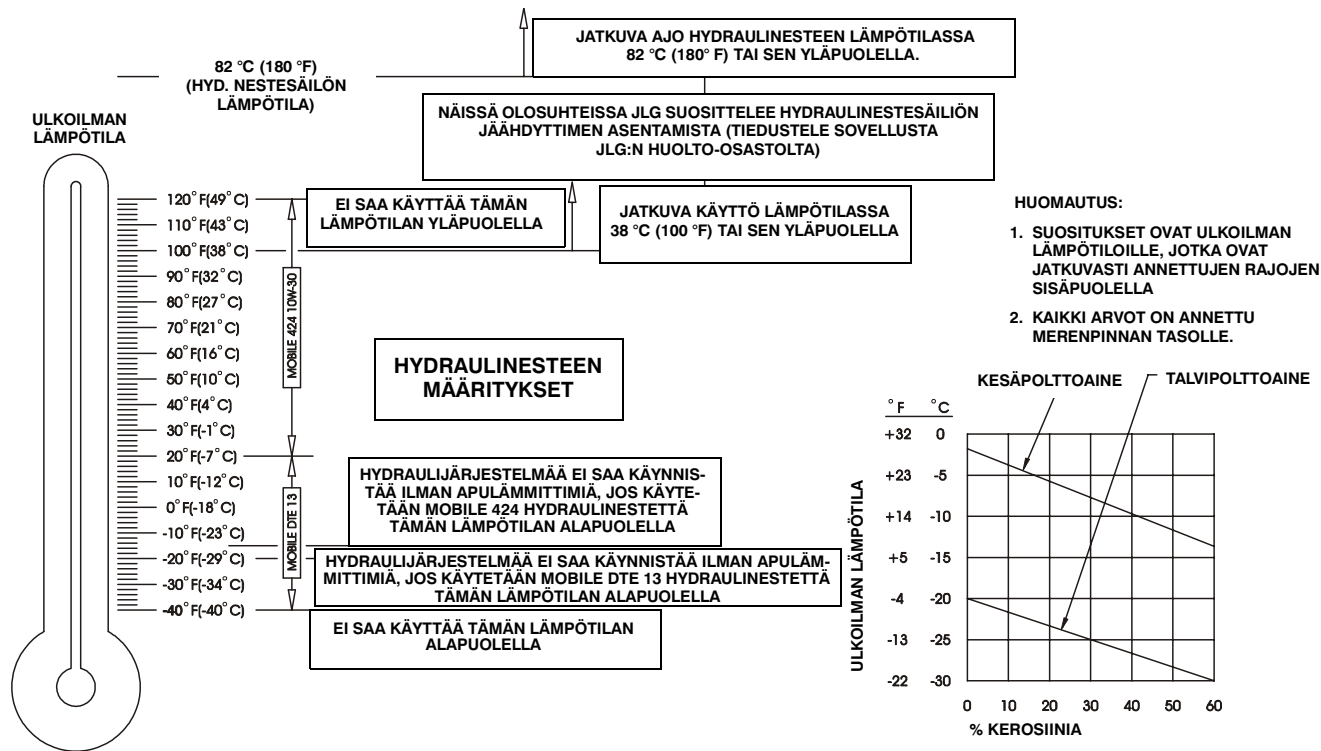 82 °C (180 °F)
(HYD. NESTESÄILÖN
LÄMPÖTILA)
JATKUVA AJO HYDRAULINESTEEN LÄMPÖTILASSA
82 °C (180° F) TAI SEN YLÄPUOLELLA.
NÄISSÄ OLOSUHTEISSA JLG SUOSITTELEE HYDRAULINESTESÄILIÖN
JÄÄHDYTTIMEN ASENTAMISTA (TIEDUSTELE SOVELLUSTA
JLG:N HUOLTO-OSASTOLTA)
ULKOILMAN
LÄMPÖTILA
120°F(49°C)
110°F(43°C)
100°F(38°C)
90°F(32°C)
80°F(27°C)
70°F(21°C)
60°F(16°C)
50°F(10°C)
40°F(4°C)
30°F(-1°C)
20°F(-7°C)
10°F(-12°C)
0°F(-18°C)
-10°F(-23°C)
-20°F(-29°C)
-30°F(-34°C)
-40°F(-40°C)
MOBILE 424 10W-30
MOBILE DTE 13
EI SAA KÄYTTÄÄ TÄMÄN
LÄMPÖTILAN YLÄPUOLELLA
JATKUVA KÄYTTÖ LÄMPÖTILASSA
38 °C (100 °F) TAI SEN YLÄPUOLELLA
HYDRAULINESTEEN
MÄÄRITYKSET
HYDRAULIJÄRJESTELMÄÄ EI SAA KÄYNNIS-
TÄÄ ILMAN APULÄMMITTIMIÄ, JOS KÄYTE-
TÄÄN MOBILE 424 HYDRAULINESTETTÄ
TÄMÄN LÄMPÖTILAN ALAPUOLELLA
HYDRAULIJÄRJESTELMÄÄ EI SAA KÄYNNISTÄÄ ILMAN APULÄM-
MITTIMIÄ, JOS KÄYTETÄÄN MOBILE DTE 13 HYDRAULINESTETTÄ
TÄMÄN LÄMPÖTILAN ALAPUOLELLA
EI SAA KÄYTTÄÄ TÄMÄN LÄMPÖTILAN
ALAPUOLELLA
HUOMAUTUS:
1. SUOSITUKSET OVAT ULKOILMAN
LÄMPÖTILOILLE, JOTKA OVAT
JATKUVASTI ANNETTUJEN RAJOJEN
SISÄPUOLELLA
2. KAIKKI ARVOT ON ANNETTU
MERENPINNAN TASOLLE.
KESÄPOLTTOAINE
TALVIPOLTTOAINE
°F °C
+32 0
+23 -5
+14 -10
+5 -15
-4 -20
-13 -25
-22 -30
ULKOILMAN LÄMPÖTILA
0 10 20 30 40 50 60
% KEROSIINIA